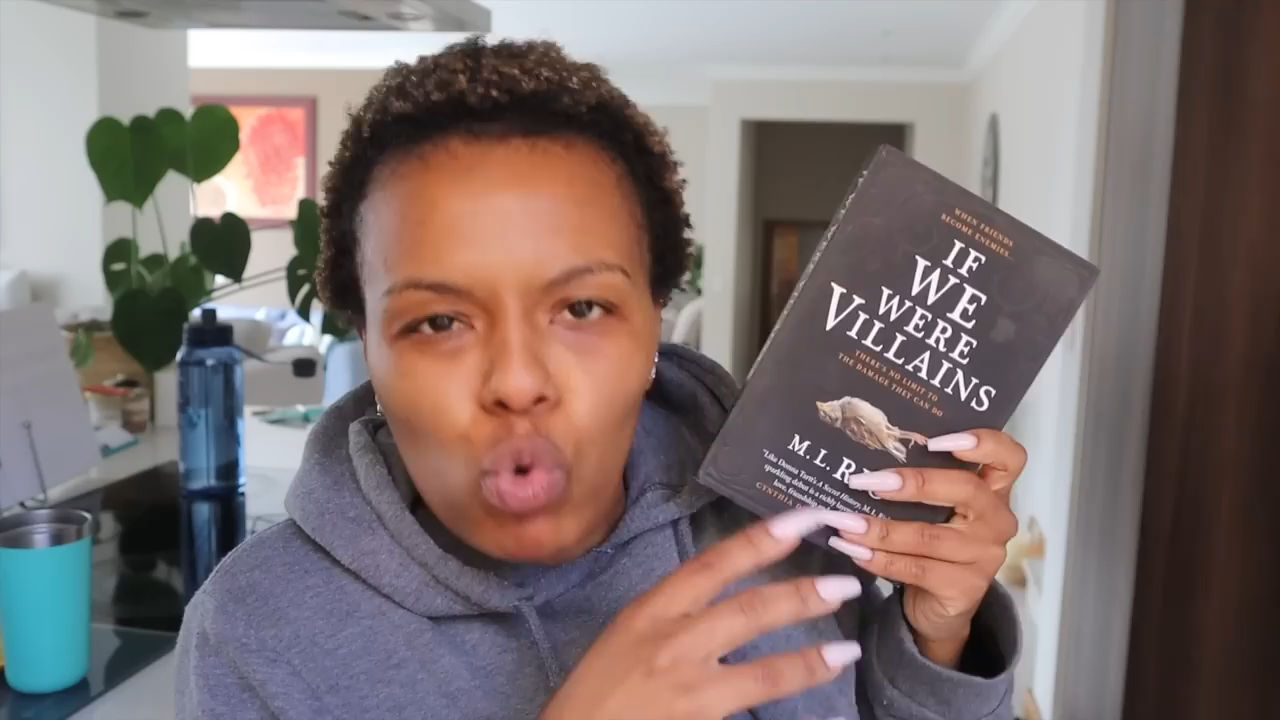 WHEN FRIENDS
BECOME ENEMIES...
IF
WE
WERE
VILLAINS
THERE'S NO LIMIT TO
THE DAMAGE THEY CAN DO
M. L.
"Like Donna Tartt's A Secret History, M. L.
sparkling debut is a richly
love, friendship
CYNTHIA